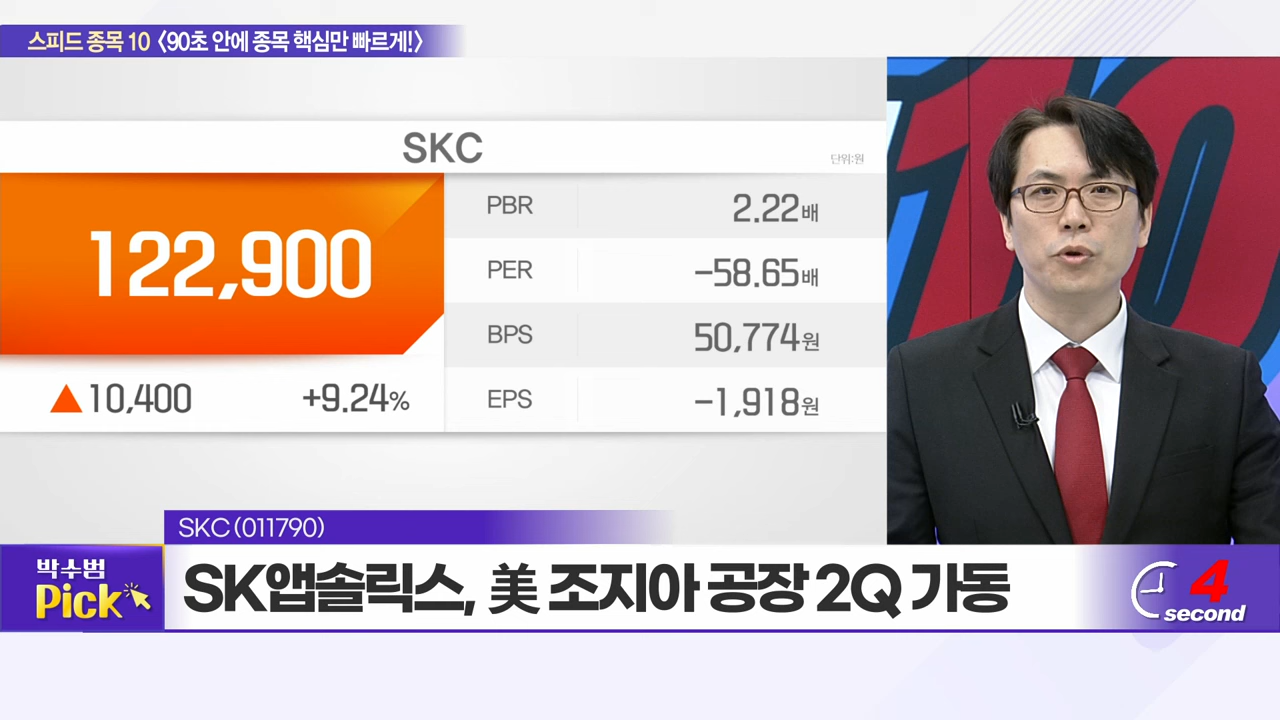 스피드 종목 10 〈90초 안에 종목 핵심만 빠르게!〉
SKC
단위:원
122,900
▲10,400 +9.24%
PBR 2.22배
PER -58.65배
BPS 50,774원
EPS -1,918원
SKC (011790)
박수범
Pick
SK앱솔릭스, 美 조지아 공장 2Q 가동
4
second